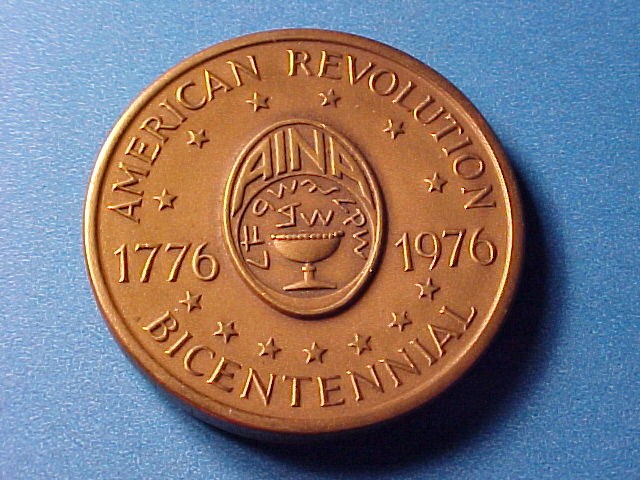 AMERICAN REVOLUTION
AINA
1776
1976
BICENTENNIAL